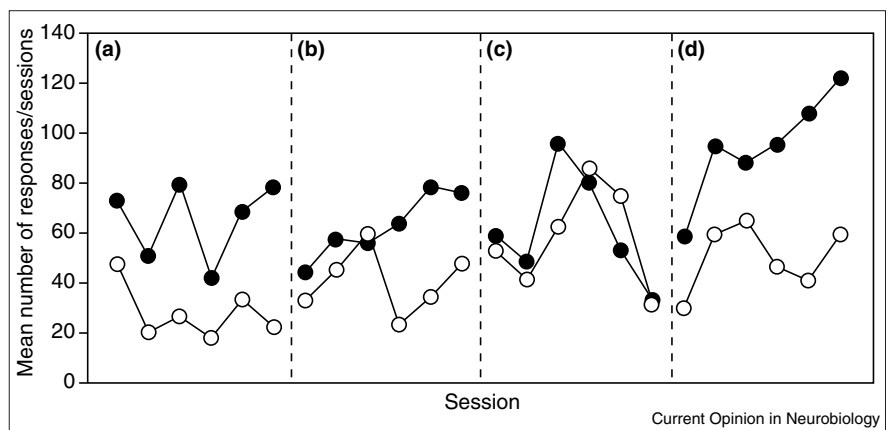 140
120
100
80
60
40
20
0
Mean number of responses/sessions
(a)
(b)
(c)
(d)
Session
Current Opinion in Neurobiology